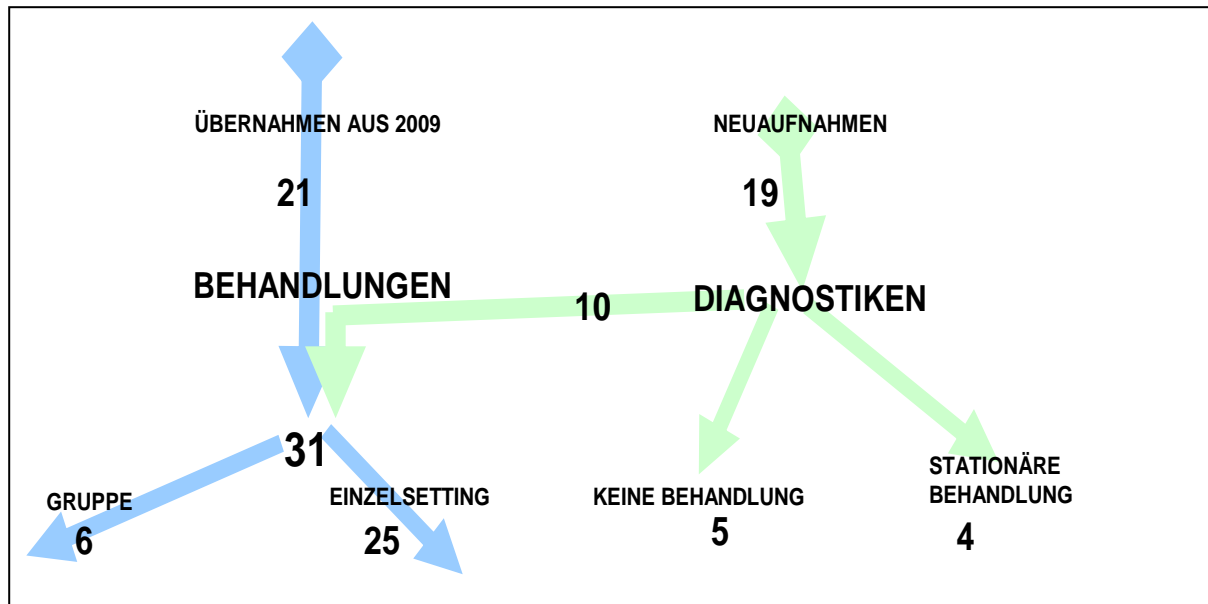 ÜBERNAHMEN AUS 2009
NEUAUFNAHMEN
21
19
BEHANDLUNGEN
10
DIAGNOSTIKEN
31
GRUPPE
6
EINZELSETTING
25
KEINE BEHANDLUNG
5
STATIONÄRE
BEHANDLUNG
4